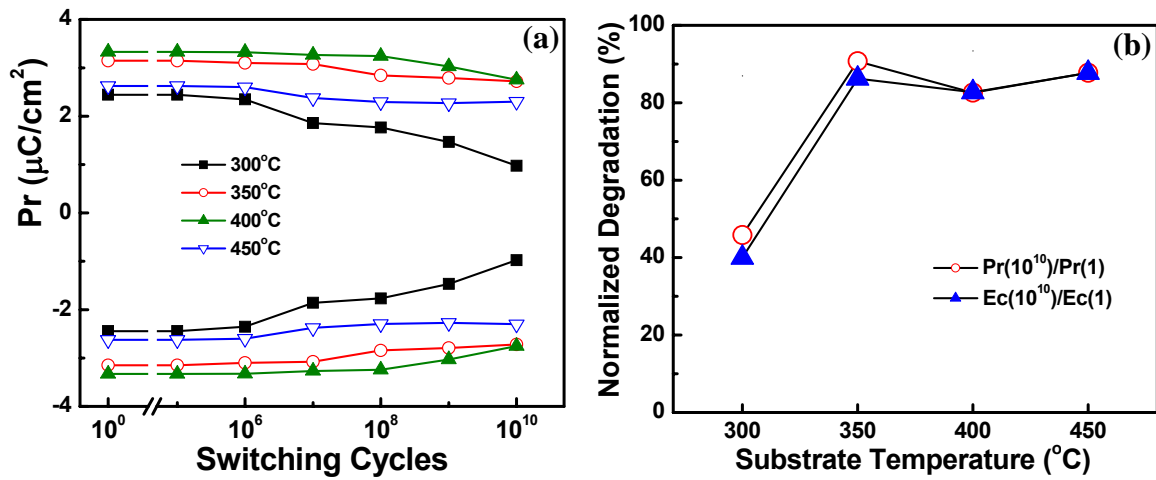 (a)
4
2
0
-2
-4
Pr (μC/cm²)
300°C
350°C
400°C
450°C
10⁰
10⁶
10⁸
10¹⁰
Switching Cycles
(b)
100
80
60
40
20
0
Normalized Degradation (%)
Pr(10¹⁰)/Pr(1)
Ec(10¹⁰)/Ec(1)
300
350
400
450
Substrate Temperature (°C)